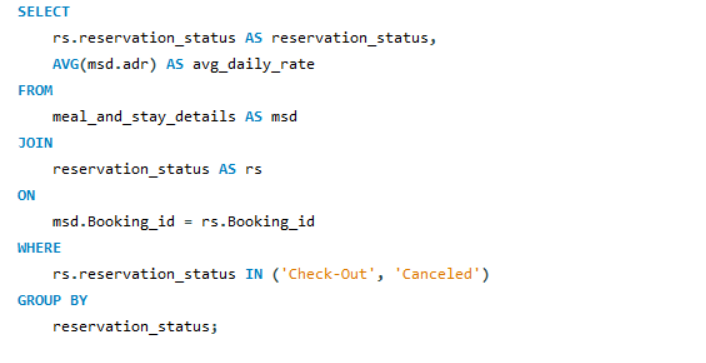 SELECT
    rs.reservation_status AS reservation_status,
    AVG(msd.adr) AS avg_daily_rate
FROM
    meal_and_stay_details AS msd
JOIN
    reservation_status AS rs
ON
    msd.Booking_id = rs.Booking_id
WHERE
    rs.reservation_status IN ('Check-Out', 'Canceled')
GROUP BY
    reservation_status;